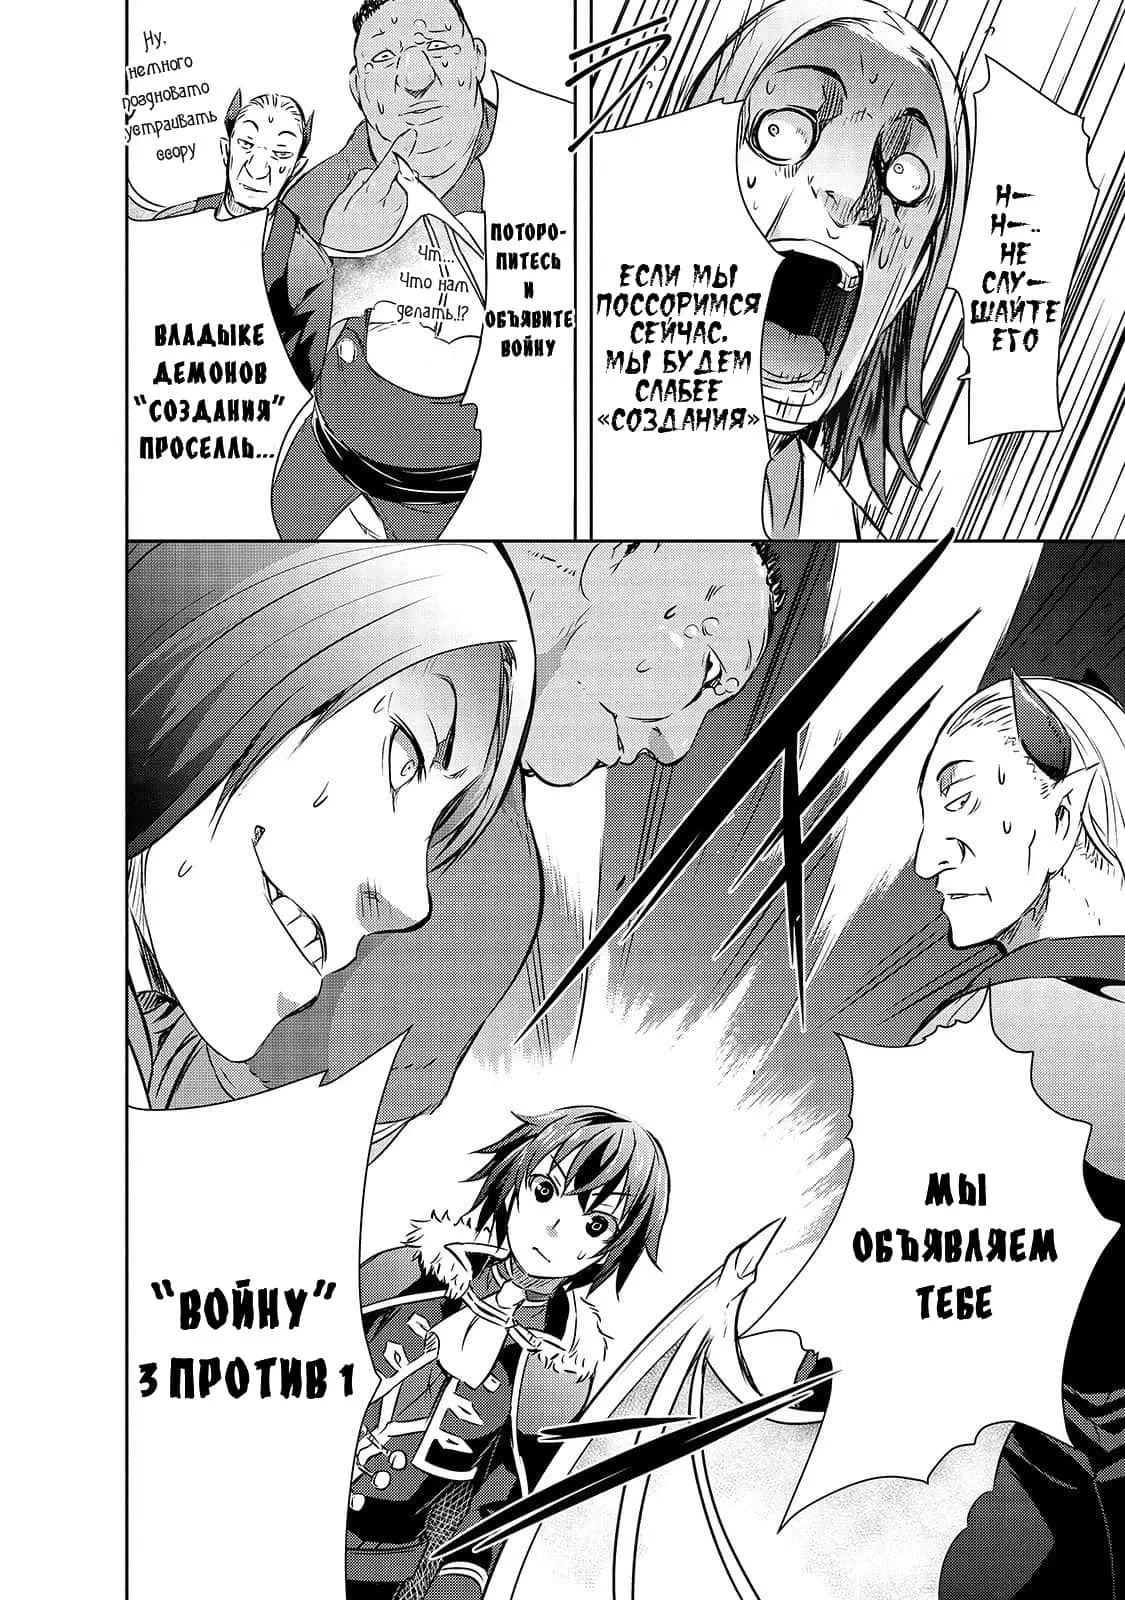 Н—
Н—..
НЕ
СЛУ—
ШАЙТЕ
ЕГО
ЕСЛИ МЫ
ПОССОРИМСЯ
СЕЙЧАС,
МЫ БУДЕМ
СЛАБЕЕ
«СОЗДАНИЯ»
ПОТОРО-
ПИТЕСЬ
И
ОБЪЯВИТЕ
ВОЙНУ
Чт...
Что нам
делать!?
Ну,
немного
поздновато
устраивать
ссору
ВЛАДЫКЕ
ДЕМОНОВ
"СОЗДАНИЯ"
ПРОСЕЛЛЬ...
МЫ
ОБЪЯВЛЯЕМ
ТЕБЕ
"ВОЙНУ"
3 ПРОТИВ 1